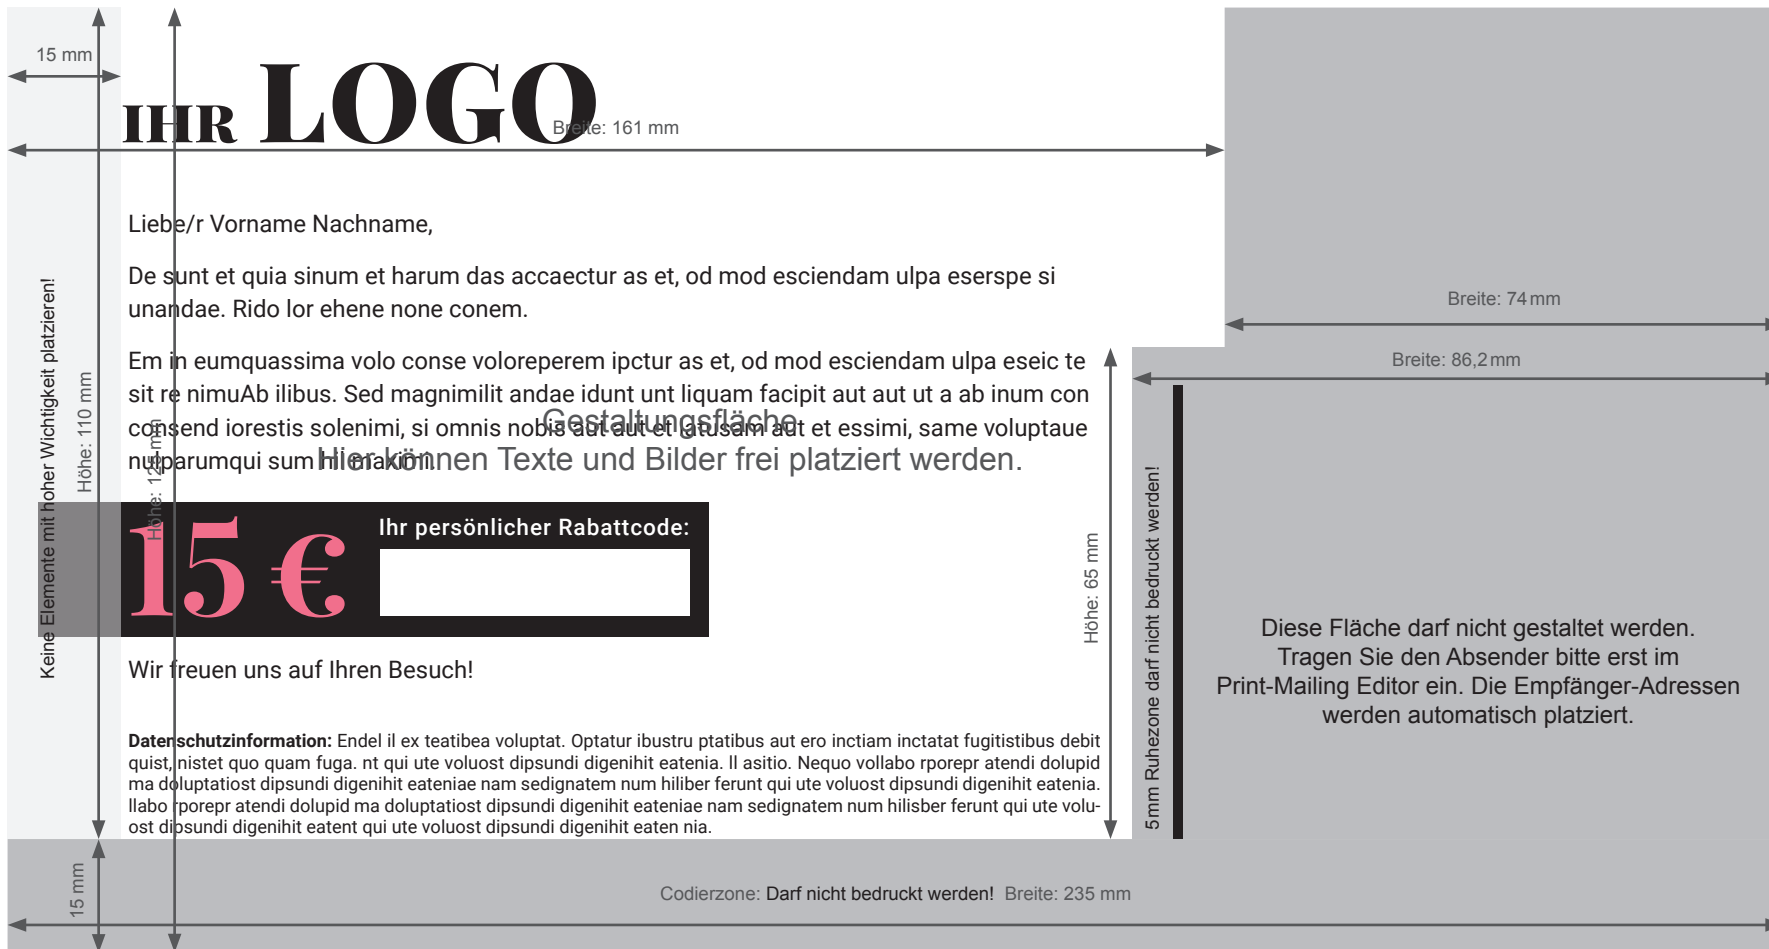 15 mm
IHR LOGO
Breite: 161 mm
Liebe/r Vorname Nachname,
De sunt et quia sinum et harum das accaectur as et, od mod esciendam ulpa eserspe si
unandae. Rido lor ehene none conem.
Em in eumquassima volo conse voloreperem ipctur as et, od mod esciendam ulpa eseic te
sit re nimuAb ilibus. Sed magnimilit andae idunt unt liquam facipit aut aut ut a ab inum con
consend iorestis solenimi, si omnis nobis aut aut et latusam aut et essimi, same voluptaue
nulparumqui sum hil maximi.
Gestaltungsfläche
Hier können Texte und Bilder frei platziert werden.
15 €
Ihr persönlicher Rabattcode:
Wir freuen uns auf Ihren Besuch!
Datenschutzinformation: Endel il ex teatibea voluptat. Optatur ibustru ptatibus aut ero inctiam inctatat fugitistibus debit
quist, nistet quo quam fuga. nt qui ute voluost dipsundi digenihit eatenia. ll asitio. Nequo vollabo rporepr atendi dolupid
ma doluptatiost dipsundi digenihit eateniae nam sedignatem num hiliber ferunt qui ute voluost dipsundi digenihit eatenia.
llabo rporepr atendi dolupid ma doluptatiost dipsundi digenihit eateniae nam sedignatem num hilisber ferunt qui ute volu-
ost dipsundi digenihit eatent qui ute voluost dipsundi digenihit eaten nia.
Keine Elemente mit hoher Wichtigkeit platzieren!
Höhe: 110 mm
Höhe: 125 mm
Höhe: 65 mm
Breite: 74 mm
Breite: 86,2 mm
5mm Ruhezone darf nicht bedruckt werden!
Diese Fläche darf nicht gestaltet werden.
Tragen Sie den Absender bitte erst im
Print-Mailing Editor ein. Die Empfänger-Adressen
werden automatisch platziert.
15 mm
Codierzone: Darf nicht bedruckt werden! Breite: 235 mm